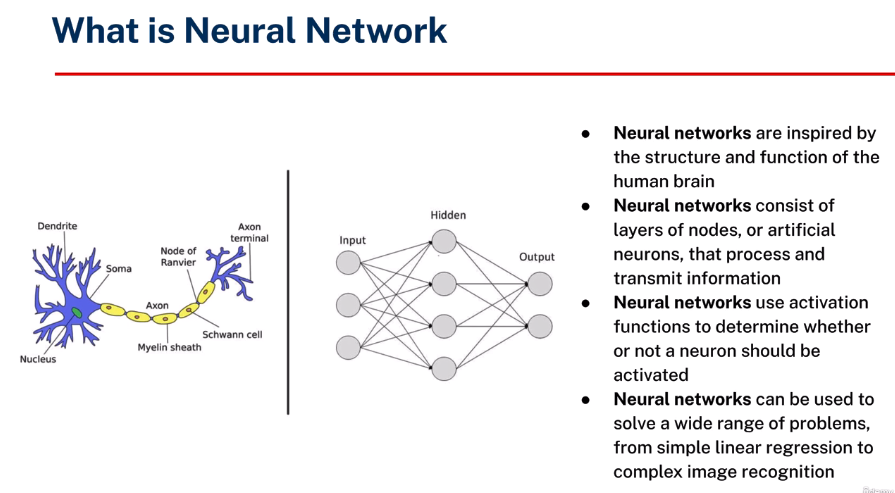 What is Neural Network
Dendrite
Soma
Nucleus
Axon
Myelin sheath
Schwann cell
Node of
Ranvier
Axon
terminal
Input
Hidden
Output
● Neural networks are inspired by
the structure and function of the
human brain
● Neural networks consist of
layers of nodes, or artificial
neurons, that process and
transmit information
● Neural networks use activation
functions to determine whether
or not a neuron should be
activated
● Neural networks can be used to
solve a wide range of problems,
from simple linear regression to
complex image recognition